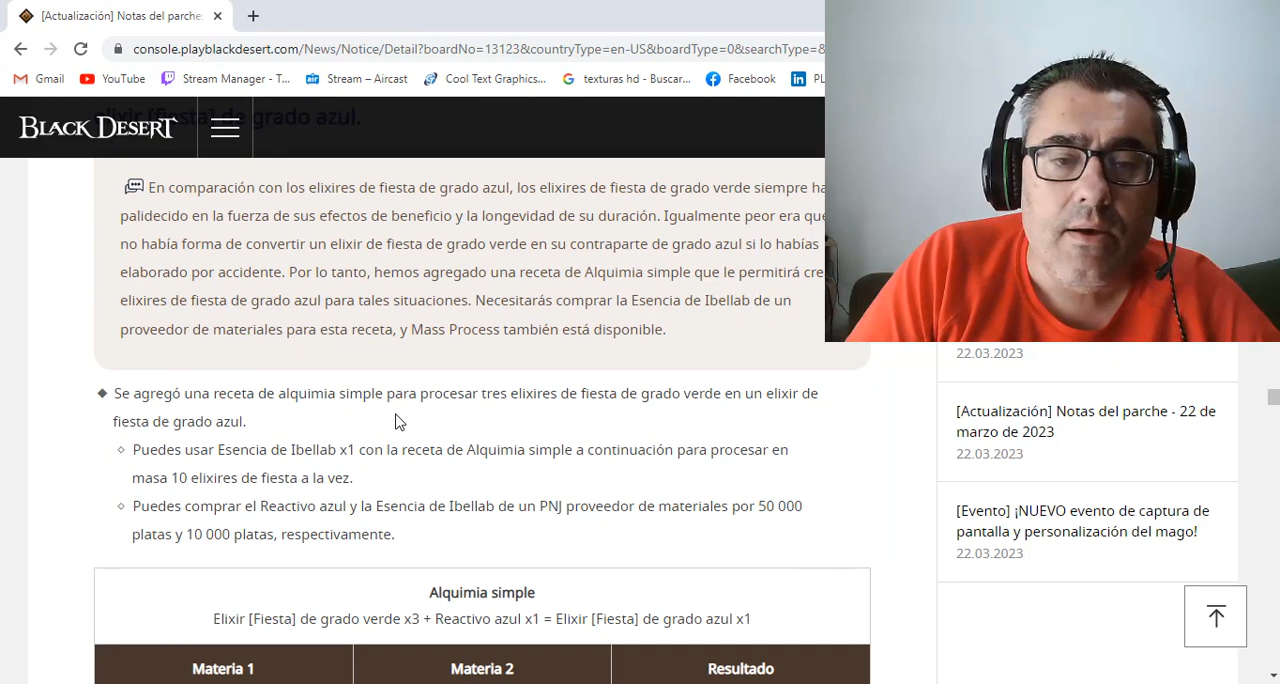 [Actualización] Notas del parche:
console.playblackdesert.com/News/Notice/Detail?boardNo=13123&countryType=en-US&boardType=0&searchType=8
Gmail YouTube Stream Manager - T... Stream – Aircast Cool Text Graphics... texturas hd - Buscar... Facebook PL
elixir [fiesta] de grado azul.
BLACK DESERT
En comparación con los elixires de fiesta de grado azul, los elixires de fiesta de grado verde siempre ha
palidecido en la fuerza de sus efectos de beneficio y la longevidad de su duración. Igualmente peor era que
no había forma de convertir un elixir de fiesta de grado verde en su contraparte de grado azul si lo habías
elaborado por accidente. Por lo tanto, hemos agregado una receta de Alquimia simple que le permitirá cre
elixires de fiesta de grado azul para tales situaciones. Necesitarás comprar la Esencia de Ibellab de un
proveedor de materiales para esta receta, y Mass Process también está disponible.
Se agregó una receta de alquimia simple para procesar tres elixires de fiesta de grado verde en un elixir de
fiesta de grado azul.
Puedes usar Esencia de Ibellab x1 con la receta de Alquimia simple a continuación para procesar en
masa 10 elixires de fiesta a la vez.
Puedes comprar el Reactivo azul y la Esencia de Ibellab de un PNJ proveedor de materiales por 50 000
platas y 10 000 platas, respectivamente.
Alquimia simple
Elixir [Fiesta] de grado verde x3 + Reactivo azul x1 = Elixir [Fiesta] de grado azul x1
Materia 1 Materia 2 Resultado
22.03.2023
[Actualización] Notas del parche - 22 de
marzo de 2023
22.03.2023
[Evento] ¡NUEVO evento de captura de
pantalla y personalización del mago!
22.03.2023